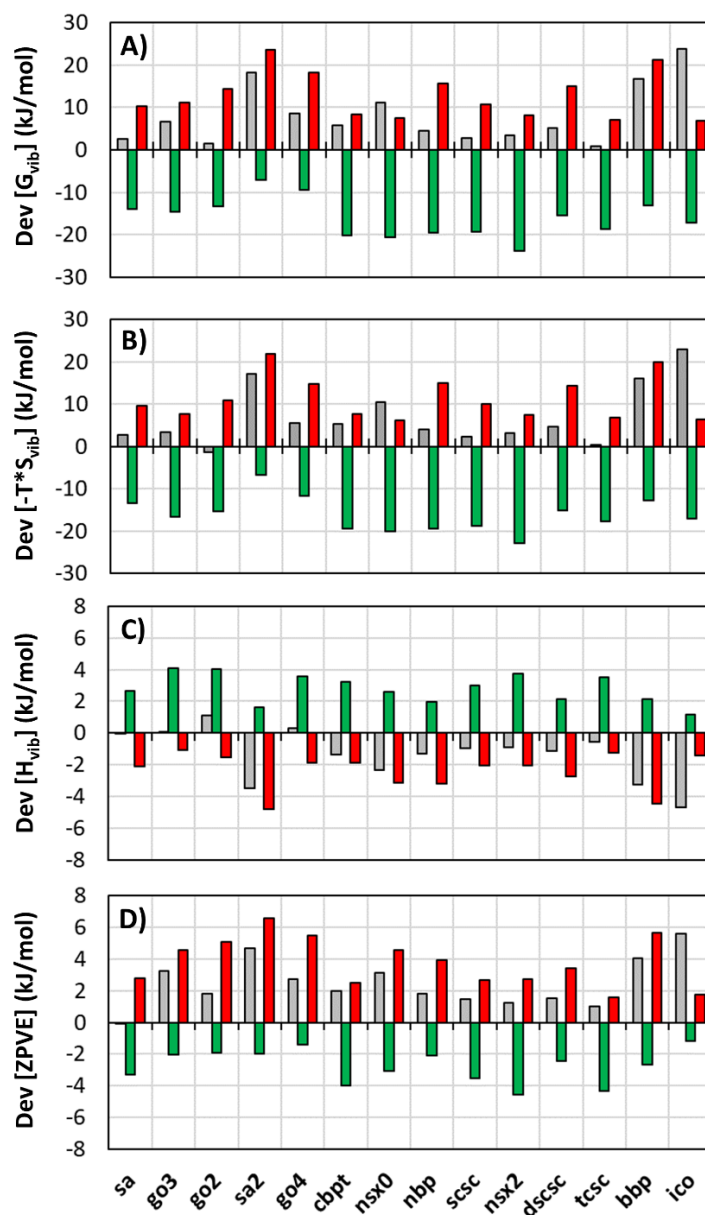 A)
Dev [Gvib] (kJ/mol)
30
20
10
0
-10
-20
-30
B)
Dev [-T*Svib] (kJ/mol)
30
20
10
0
-10
-20
-30
C)
Dev [Hvib] (kJ/mol)
8
6
4
2
0
-2
-4
-6
-8
D)
Dev [ZPVE] (kJ/mol)
8
6
4
2
0
-2
-4
-6
-8
sa
go3
go2
sa2
go4
cbpt
nsx0
nbp
scsc
nsx2
dscsc
tcsc
bbp
ico